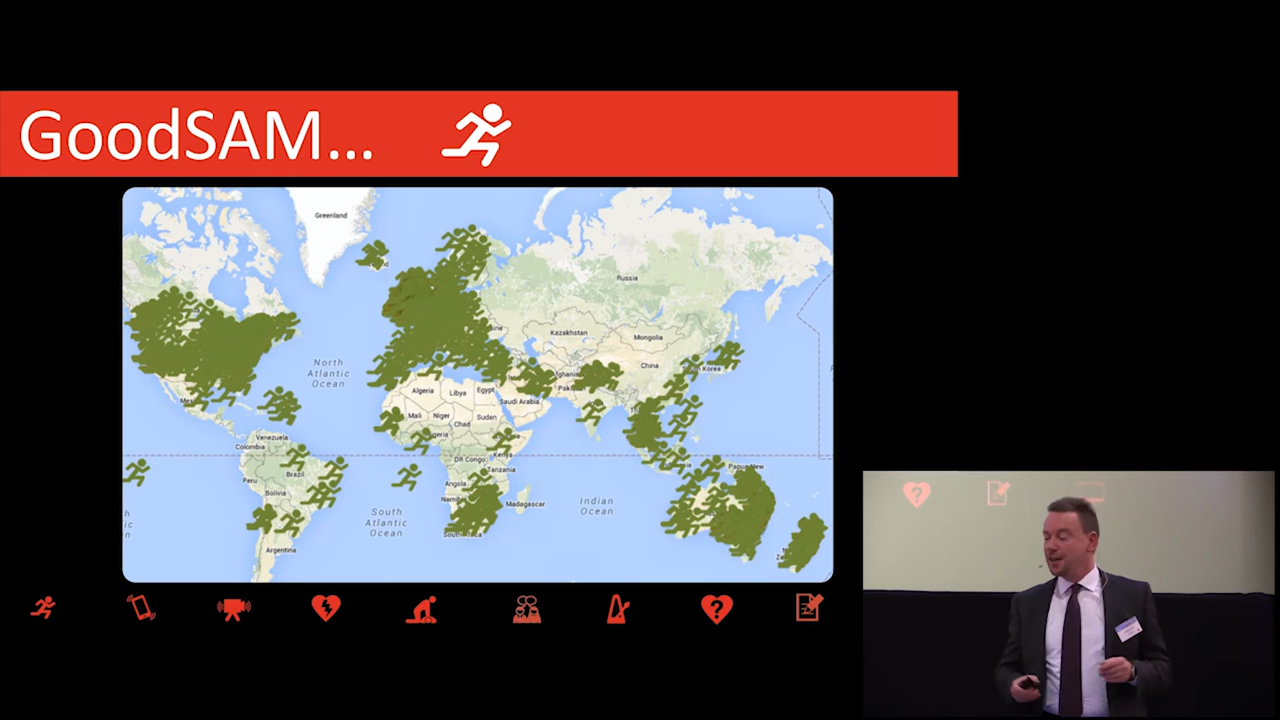 GoodSAM...
Greenland
Russia
Kazakhstan
Mongolia
North
Atlantic
Ocean
China
Korea
Algeria
Libya
Egypt
Saudi Arabia
Mali
Niger
Sudan
Chad
Venezuela
Colombia
Kenya
DR Congo
Tanzania
Papua New
Brazil
Peru
Angola
Bolivia
Madagascar
Indian
Ocean
South
Atlantic
Ocean
Argentina
?
?